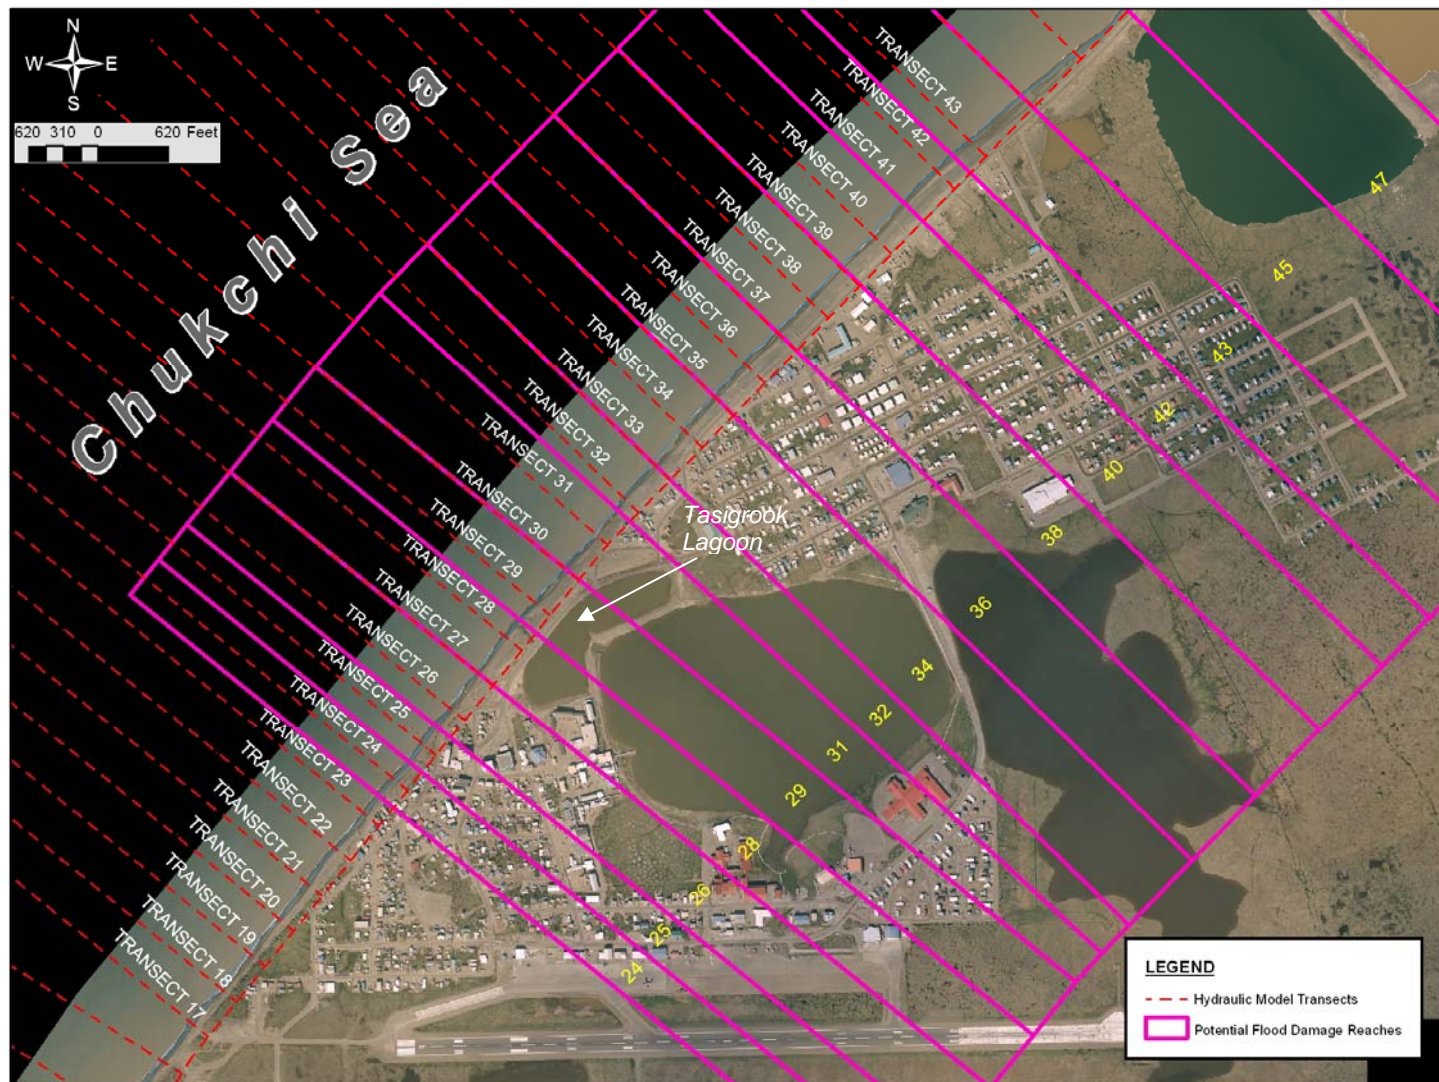 N
W E
S
620 310 0 620 Feet
Chukchi Sea
TRANSECT 43
TRANSECT 42
TRANSECT 41
TRANSECT 40
TRANSECT 39
TRANSECT 38
TRANSECT 37
TRANSECT 36
TRANSECT 35
TRANSECT 34
TRANSECT 33
TRANSECT 32
TRANSECT 31
TRANSECT 30
TRANSECT 29
TRANSECT 28
TRANSECT 27
TRANSECT 26
TRANSECT 25
TRANSECT 24
TRANSECT 23
TRANSECT 22
TRANSECT 21
TRANSECT 20
TRANSECT 19
TRANSECT 18
TRANSECT 17
Tasigrook
Lagoon
47
45
43
42
40
38
36
34
32
31
29
28
26
25
24
LEGEND
Hydraulic Model Transects
Potential Flood Damage Reaches